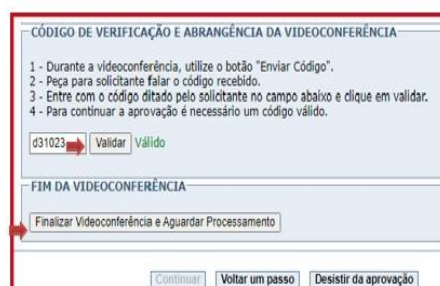 CÓDIGO DE VERIFICAÇÃO E ABRANGÊNCIA DA VIDEOCONFERÊNCIA
1 - Durante a videoconferência, utilize o botão "Enviar Código".
2 - Peça para solicitante falar o código recebido.
3 - Entre com o código ditado pelo solicitante no campo abaixo e clique em validar.
4 - Para continuar a aprovação é necessário um código válido.
d31023 Validar Válido
FIM DA VIDEOCONFERÊNCIA
Finalizar Videoconferência e Aguardar Processamento
Continuar Voltar um passo Desistir da aprovação